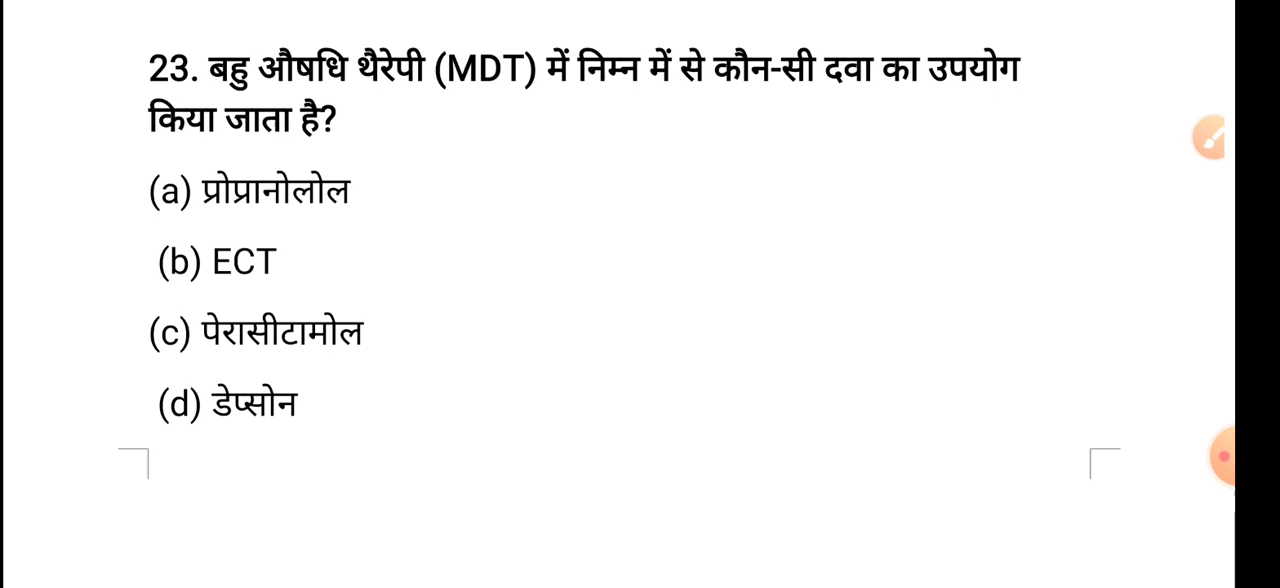 23. बहु औषधि थैरेपी (MDT) में निम्न में से कौन-सी दवा का उपयोग
किया जाता है?
(a) प्रोप्रानोलोल
(b) ECT
(c) पेरासीटामोल
(d) डेप्सोन